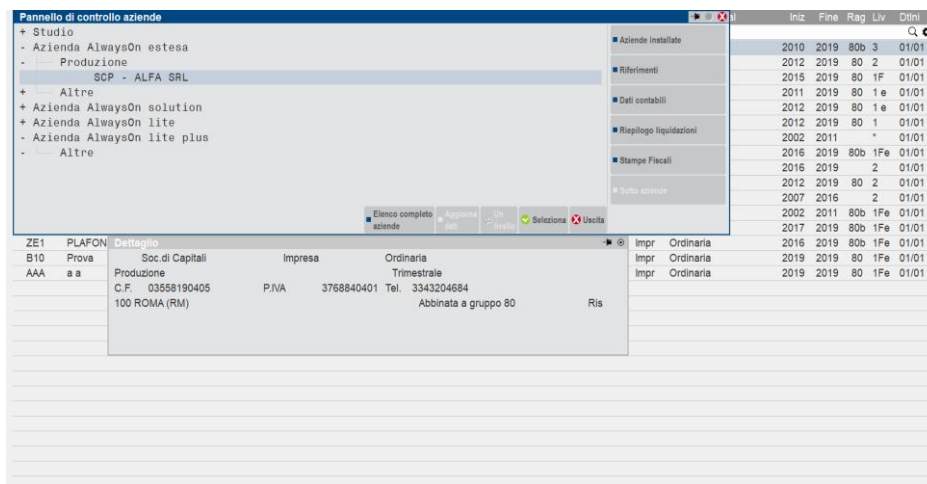 Pannello di controllo aziende
Iniz Fine Rag Liv DtIni
+ Studio
- Azienda AlwaysOn estesa
- Produzione
SCP - ALFA SRL
+ Altre
+ Azienda AlwaysOn solution
+ Azienda AlwaysOn lite
- Azienda AlwaysOn lite plus
- Altre
Aziende installate
Riferimenti
Dati contabili
Riepilogo liquidazioni
Stampe Fiscali
Sotto aziende
Elenco completo aziende
Aggiorna dati
Un livello
Seleziona
Uscita
2010 2019 80b 3 01/01
2012 2019 80 2 01/01
2015 2019 80 1F 01/01
2011 2019 80 1 e 01/01
2012 2019 80 1 e 01/01
2012 2019 80 1 01/01
2002 2011 * 01/01
2016 2019 80b 1Fe 01/01
2016 2019 2 01/01
2012 2019 80 2 01/01
2007 2016 2 01/01
2002 2011 80b 1Fe 01/01
2017 2019 80b 1Fe 01/01
ZE1 PLAFON Impr Ordinaria 2016 2019 80b 1Fe 01/01
B10 Prova Impr Ordinaria 2019 2019 80 1Fe 01/01
AAA a a Impr Ordinaria 2019 2019 80 1Fe 01/01
Dettaglio
Soc.di Capitali Impresa Ordinaria
Produzione Trimestrale
C.F. 03558190405 P.IVA 3768840401 Tel. 3343204684
100 ROMA (RM) Abbinata a gruppo 80 Ris